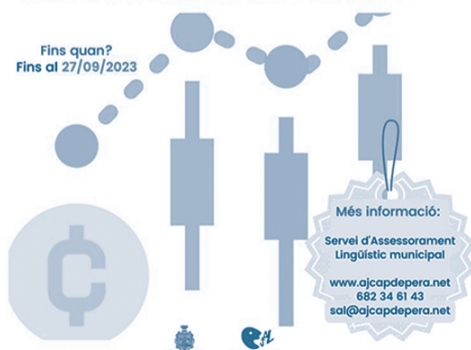 Fins quan?
Fins al 27/09/2023
Més informació:
Servei d'Assessorament
Lingüístic municipal
www.ajcapdepera.net
682 34 61 43
sal@ajcapdepera.net